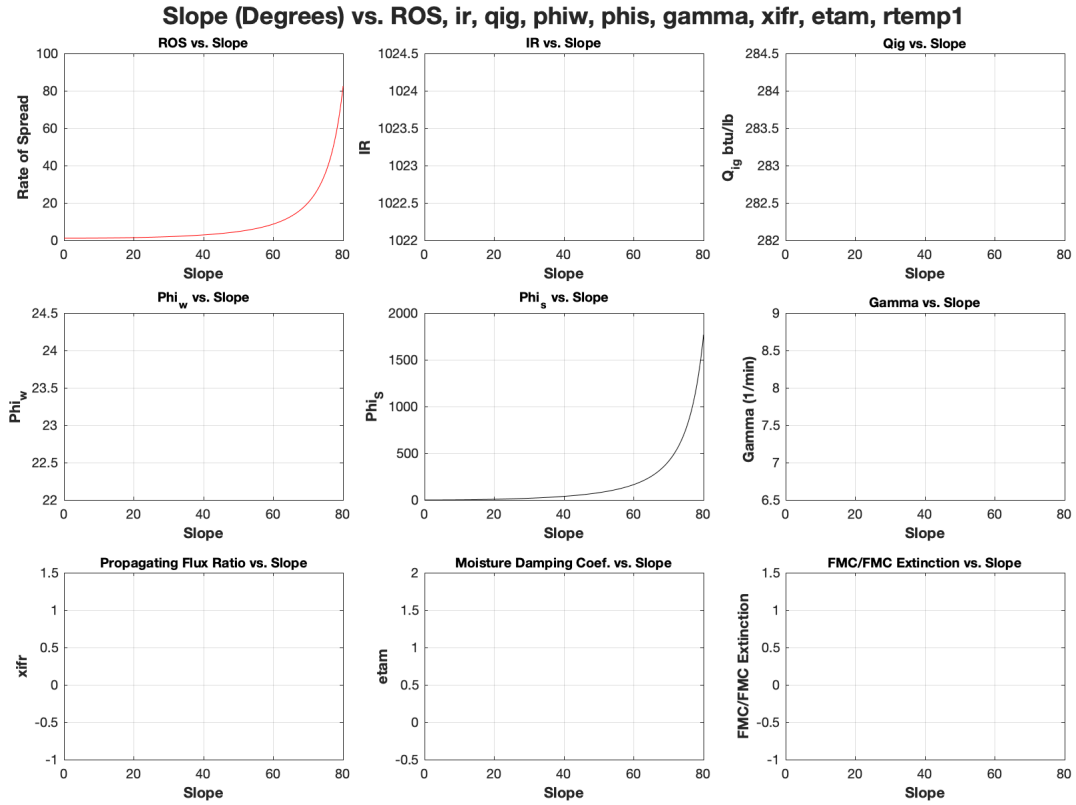 Slope (Degrees) vs. ROS, ir, qig, phiw, phis, gamma, xifr, etam, rtemp1
ROS vs. Slope
Rate of Spread
100
80
60
40
20
0
0 20 40 60 80
Slope
IR vs. Slope
IR
1024.5
1024
1023.5
1023
1022.5
1022
0 20 40 60 80
Slope
Qig vs. Slope
Qig btu/lb
284.5
284
283.5
283
282.5
282
0 20 40 60 80
Slope
Phiw vs. Slope
Phiw
24.5
24
23.5
23
22.5
22
0 20 40 60 80
Slope
Phis vs. Slope
PhiS
2000
1500
1000
500
0
0 20 40 60 80
Slope
Gamma vs. Slope
Gamma (1/min)
9
8.5
8
7.5
7
6.5
0 20 40 60 80
Slope
Propagating Flux Ratio vs. Slope
xifr
1.5
1
0.5
0
-0.5
-1
0 20 40 60 80
Slope
Moisture Damping Coef. vs. Slope
etam
2
1.5
1
0.5
0
-0.5
0 20 40 60 80
Slope
FMC/FMC Extinction vs. Slope
FMC/FMC Extinction
1.5
1
0.5
0
-0.5
-1
0 20 40 60 80
Slope